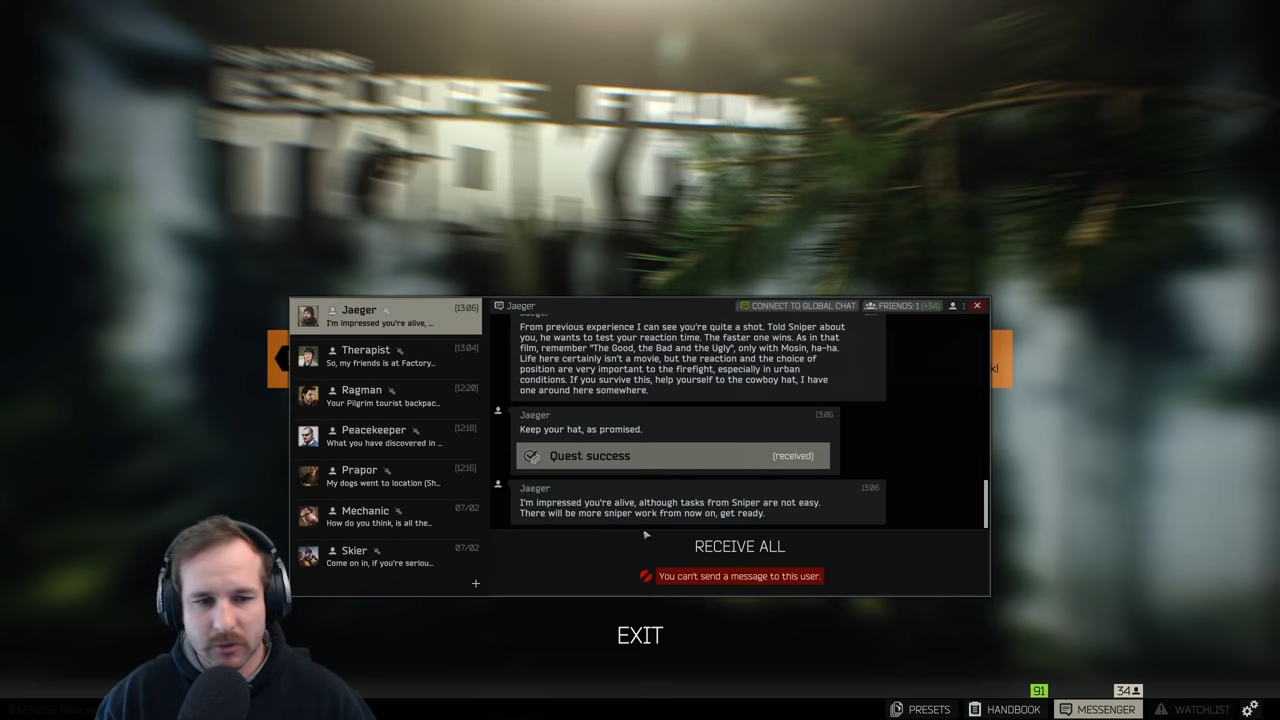 ESCAPE FROM
Jaeger
[13:06]
I'm impressed you're alive, ...
Therapist
[13:04]
So, my friends is at Factory...
Ragman
[12:20]
Your Pilgrim tourist backpac...
Peacekeeper
[12:18]
What you have discovered in ...
Prapor
[12:16]
My dogs went to location (Sh...
Mechanic
07/02
How do you think, is all the...
Skier
07/02
Come on in, if you're seriou...
+
Jaeger
CONNECT TO GLOBAL CHAT
FRIENDS: 1 (+34)
1
From previous experience I can see you're quite a shot. Told Sniper about
you, he wants to test your reaction time. The faster one wins. As in that
film, remember "The Good, the Bad and the Ugly", only with Mosin, ha-ha.
Life here certainly isn't a movie, but the reaction and the choice of
position are very important to the firefight, especially in urban
conditions. If you survive this, help yourself to the cowboy hat, I have
one around here somewhere.
Jaeger
13:06
Keep your hat, as promised.
Quest success
(received)
Jaeger
13:06
I'm impressed you're alive, although tasks from Sniper are not easy.
There will be more sniper work from now on, get ready.
RECEIVE ALL
You can't send a message to this user.
EXIT
91
34
PRESETS
HANDBOOK
MESSENGER
WATCHLIST